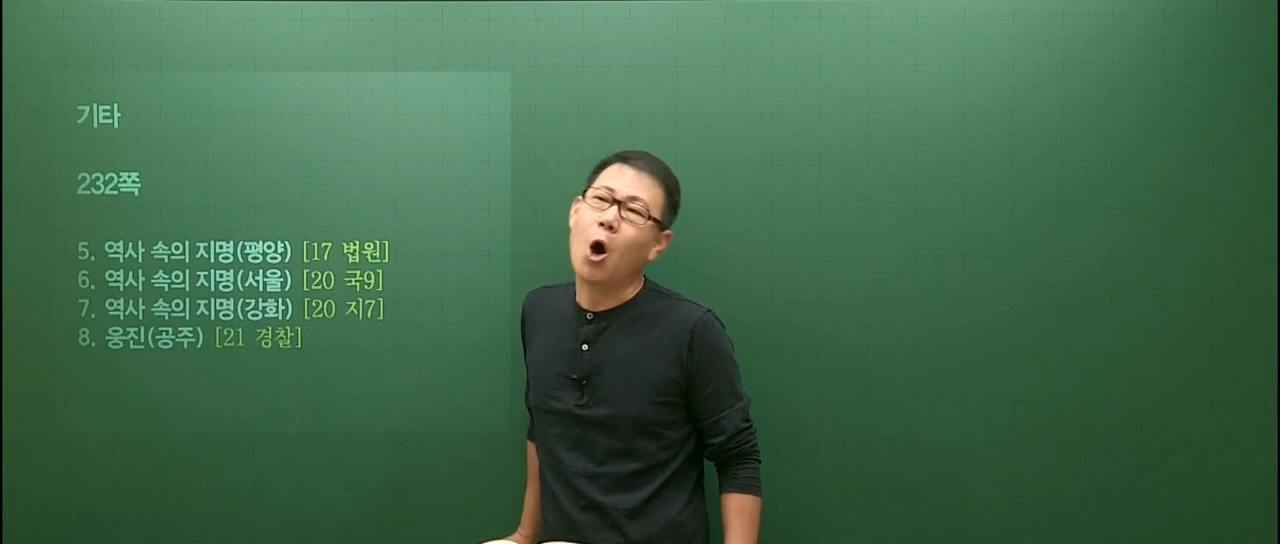 기타
232쪽
5. 역사 속의 지명(평양) [17 법원]
6. 역사 속의 지명(서울) [20 국9]
7. 역사 속의 지명(강화) [20 지7]
8. 웅진(공주) [21 경찰]